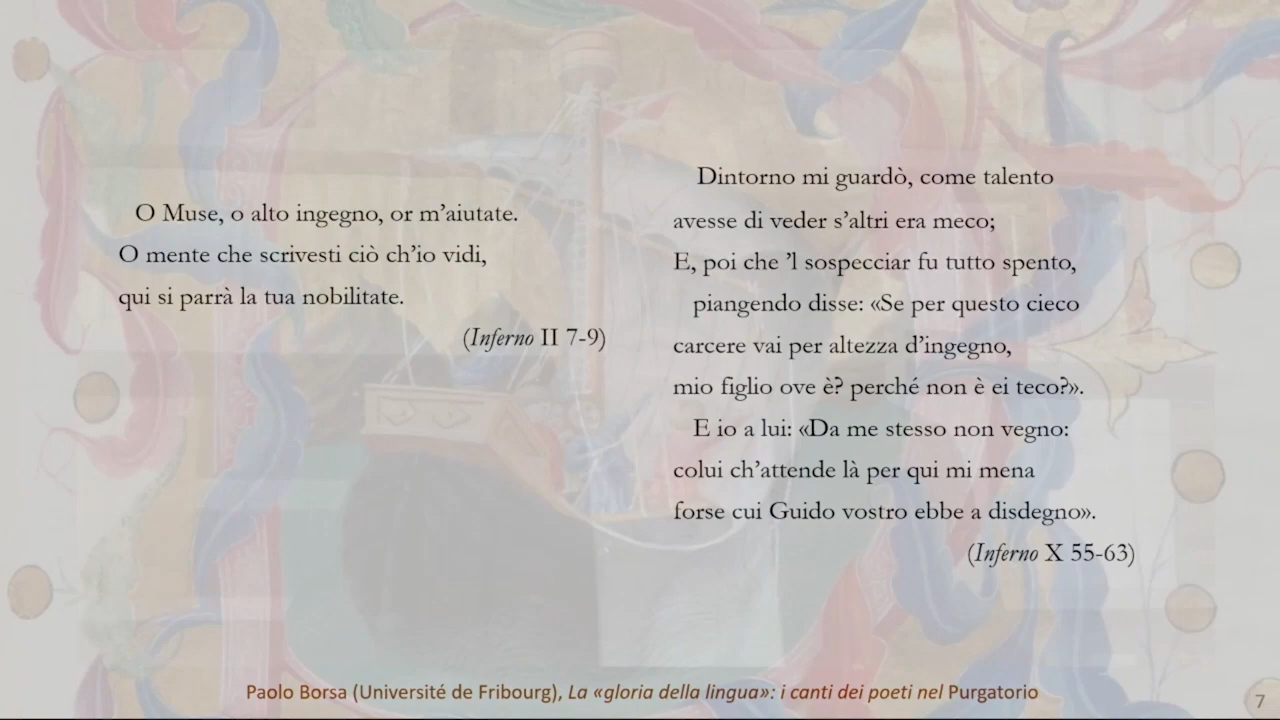 O Muse, o alto ingegno, or m’aiutate.
O mente che scrivesti ciò ch’io vidi,
qui si parrà la tua nobilitate.
(Inferno II 7-9)
Dintorno mi guardò, come talento
avesse di veder s’altri era meco;
E, poi che ’l sospecciar fu tutto spento,
piangendo disse: «Se per questo cieco
carcere vai per altezza d’ingegno,
mio figlio ove è? perché non è ei teco?».
E io a lui: «Da me stesso non vegno:
colui ch’attende là per qui mi mena
forse cui Guido vostro ebbe a disdegno».
(Inferno X 55-63)
Paolo Borsa (Université de Fribourg), La «gloria della lingua»: i canti dei poeti nel Purgatorio
7